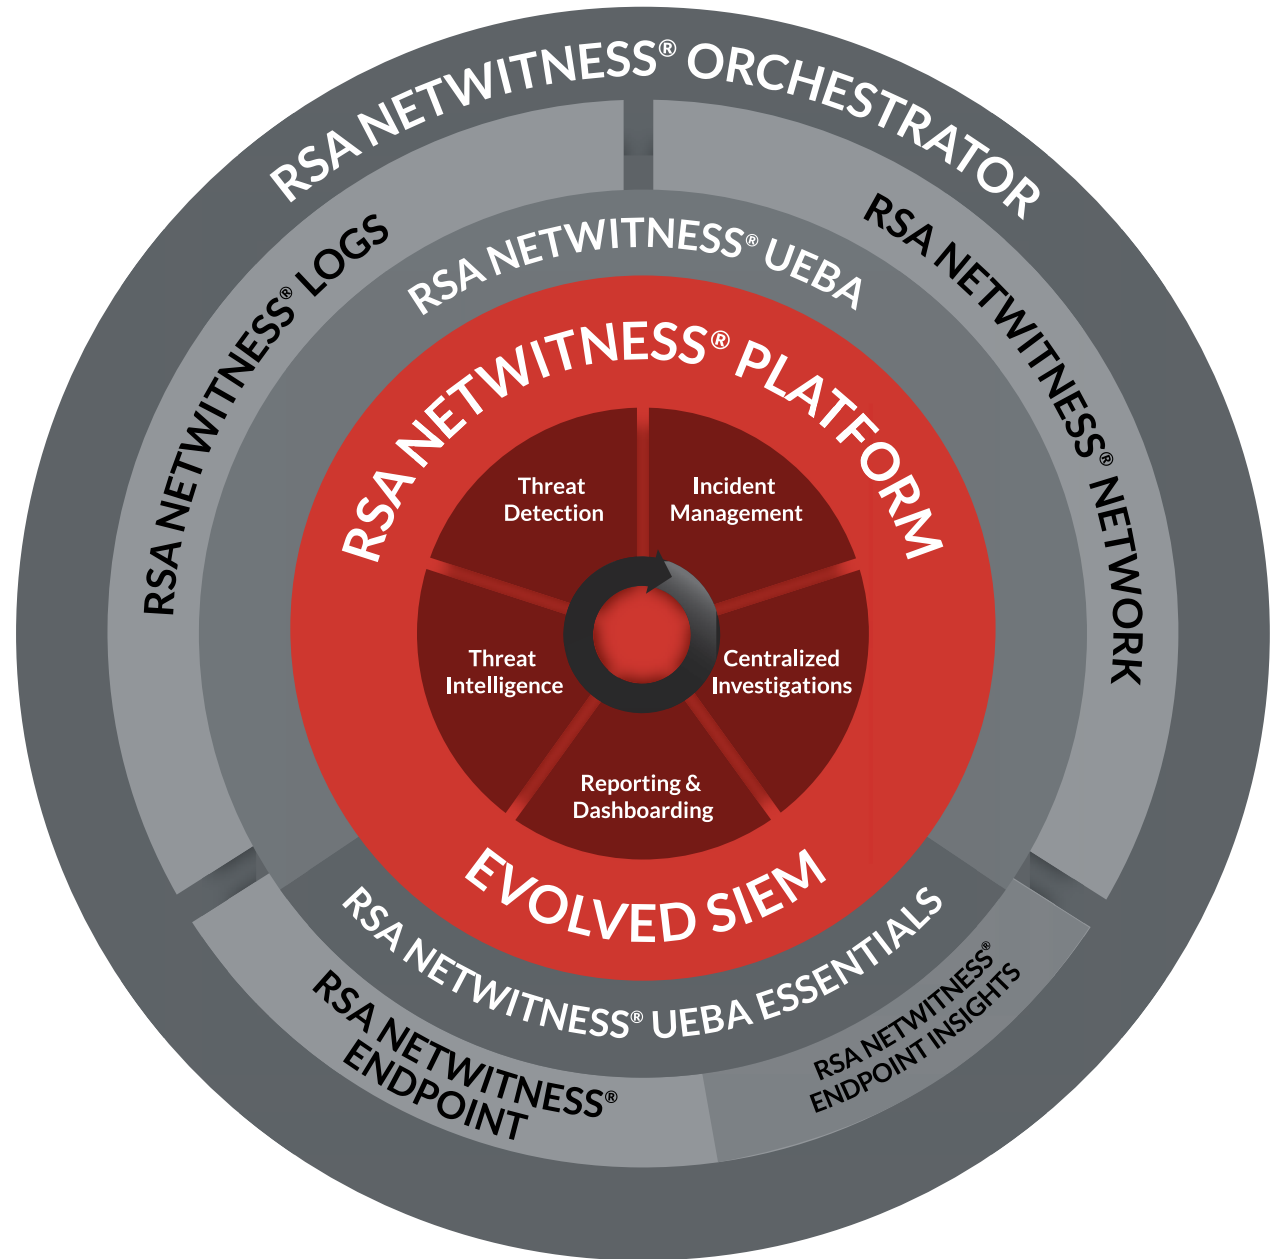 RSA NETWITNESS® ORCHESTRATOR
RSA NETWITNESS® LOGS
RSA NETWITNESS® NETWORK
RSA NETWITNESS® UEBA
RSA NETWITNESS® PLATFORM
Threat
Detection
Incident
Management
Threat
Intelligence
Centralized
Investigations
Reporting &
Dashboarding
EVOLVED SIEM
RSA NETWITNESS® UEBA ESSENTIALS
RSA NETWITNESS®
ENDPOINT
RSA NETWITNESS®
ENDPOINT INSIGHTS